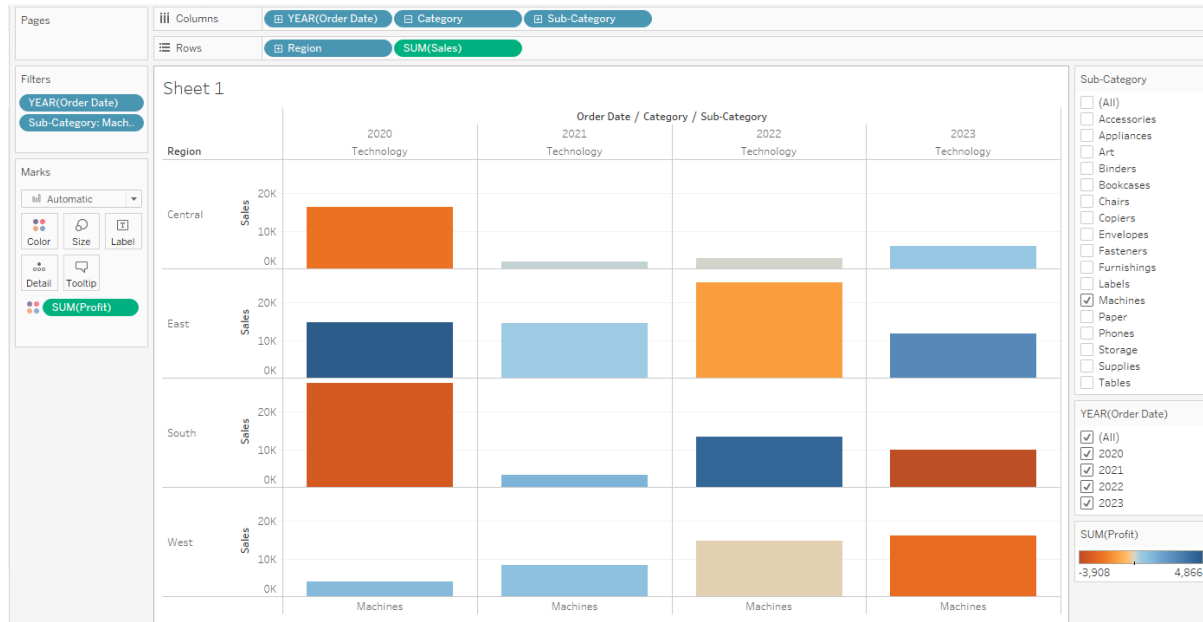 Pages
Columns
YEAR(Order Date)
Category
Sub-Category
Rows
Region
SUM(Sales)
Filters
YEAR(Order Date)
Sub-Category: Mach..
Marks
Automatic
Color
Size
Label
Detail
Tooltip
SUM(Profit)
Sheet 1
Order Date / Category / Sub-Category
2020 2021 2022 2023
Region
Technology Technology Technology Technology
Central
Sales
20K
10K
0K
East
Sales
20K
10K
0K
South
Sales
20K
10K
0K
West
Sales
20K
10K
0K
Machines Machines Machines Machines
Sub-Category
(All)
Accessories
Appliances
Art
Binders
Bookcases
Chairs
Copiers
Envelopes
Fasteners
Furnishings
Labels
Machines
Paper
Phones
Storage
Supplies
Tables
YEAR(Order Date)
(All)
2020
2021
2022
2023
SUM(Profit)
-3,908 4,866